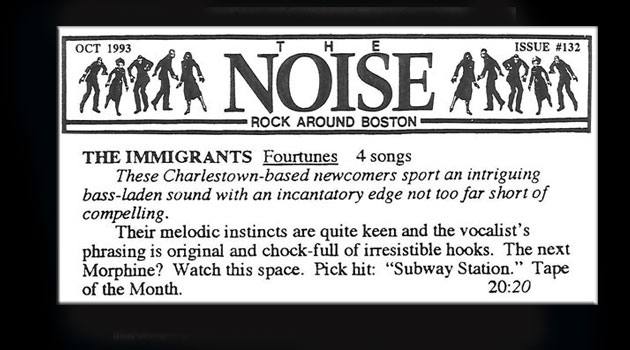 OCT 1993
THE
ISSUE #132
NOISE
ROCK AROUND BOSTON
THE IMMIGRANTS Fourtunes 4 songs
These Charlestown-based newcomers sport an intriguing
bass-laden sound with an incantatory edge not too far short of
compelling.
Their melodic instincts are quite keen and the vocalist's
phrasing is original and chock-full of irresistible hooks. The next
Morphine? Watch this space. Pick hit: "Subway Station." Tape
of the Month. 20:20